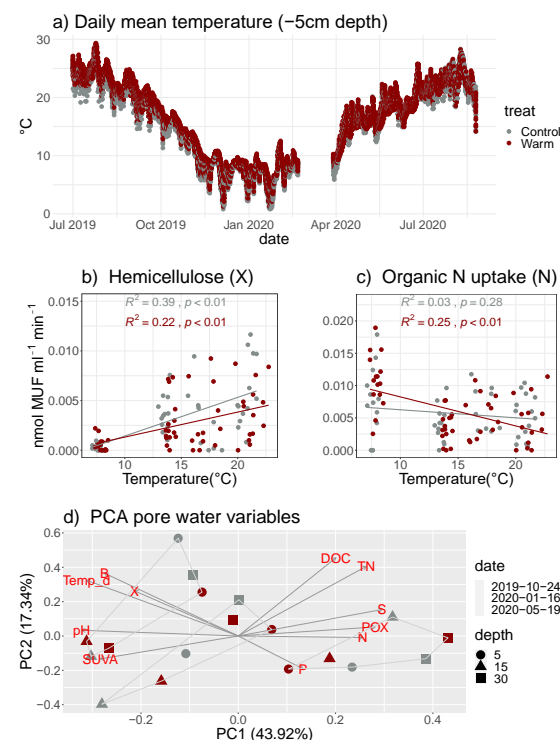 a) Daily mean temperature (−5cm depth)
30
20
10
0
°C
Jul 2019 Oct 2019 Jan 2020 Apr 2020 Jul 2020
date
treat
Control
Warm
b) Hemicellulose (X)
R² = 0.39 , p < 0.01
R² = 0.22 , p < 0.01
0.015
0.010
0.005
0.000
nmol MUF ml⁻¹ min⁻¹
10 15 20
Temperature(°C)
c) Organic N uptake (N)
R² = 0.03 , p = 0.28
R² = 0.25 , p < 0.01
0.020
0.015
0.010
0.005
0.000
10 15 20
Temperature(°C)
d) PCA pore water variables
0.6
0.4
0.2
0.0
−0.2
−0.4
PC2 (17.34%)
DOC
TN
B
Temp_d
X
S
pH
POX
N
SUVA
P
−0.2 0.0 0.2 0.4
PC1 (43.92%)
date
2019−10−24
2020−01−16
2020−05−19
depth
5
15
30